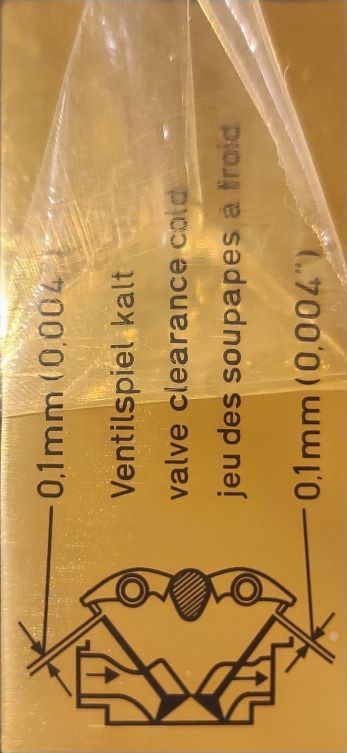 0,1mm (0,004")
Ventilspiel kalt
valve clearance cold
jeu des soupapes à froid
0,1mm (0,004")